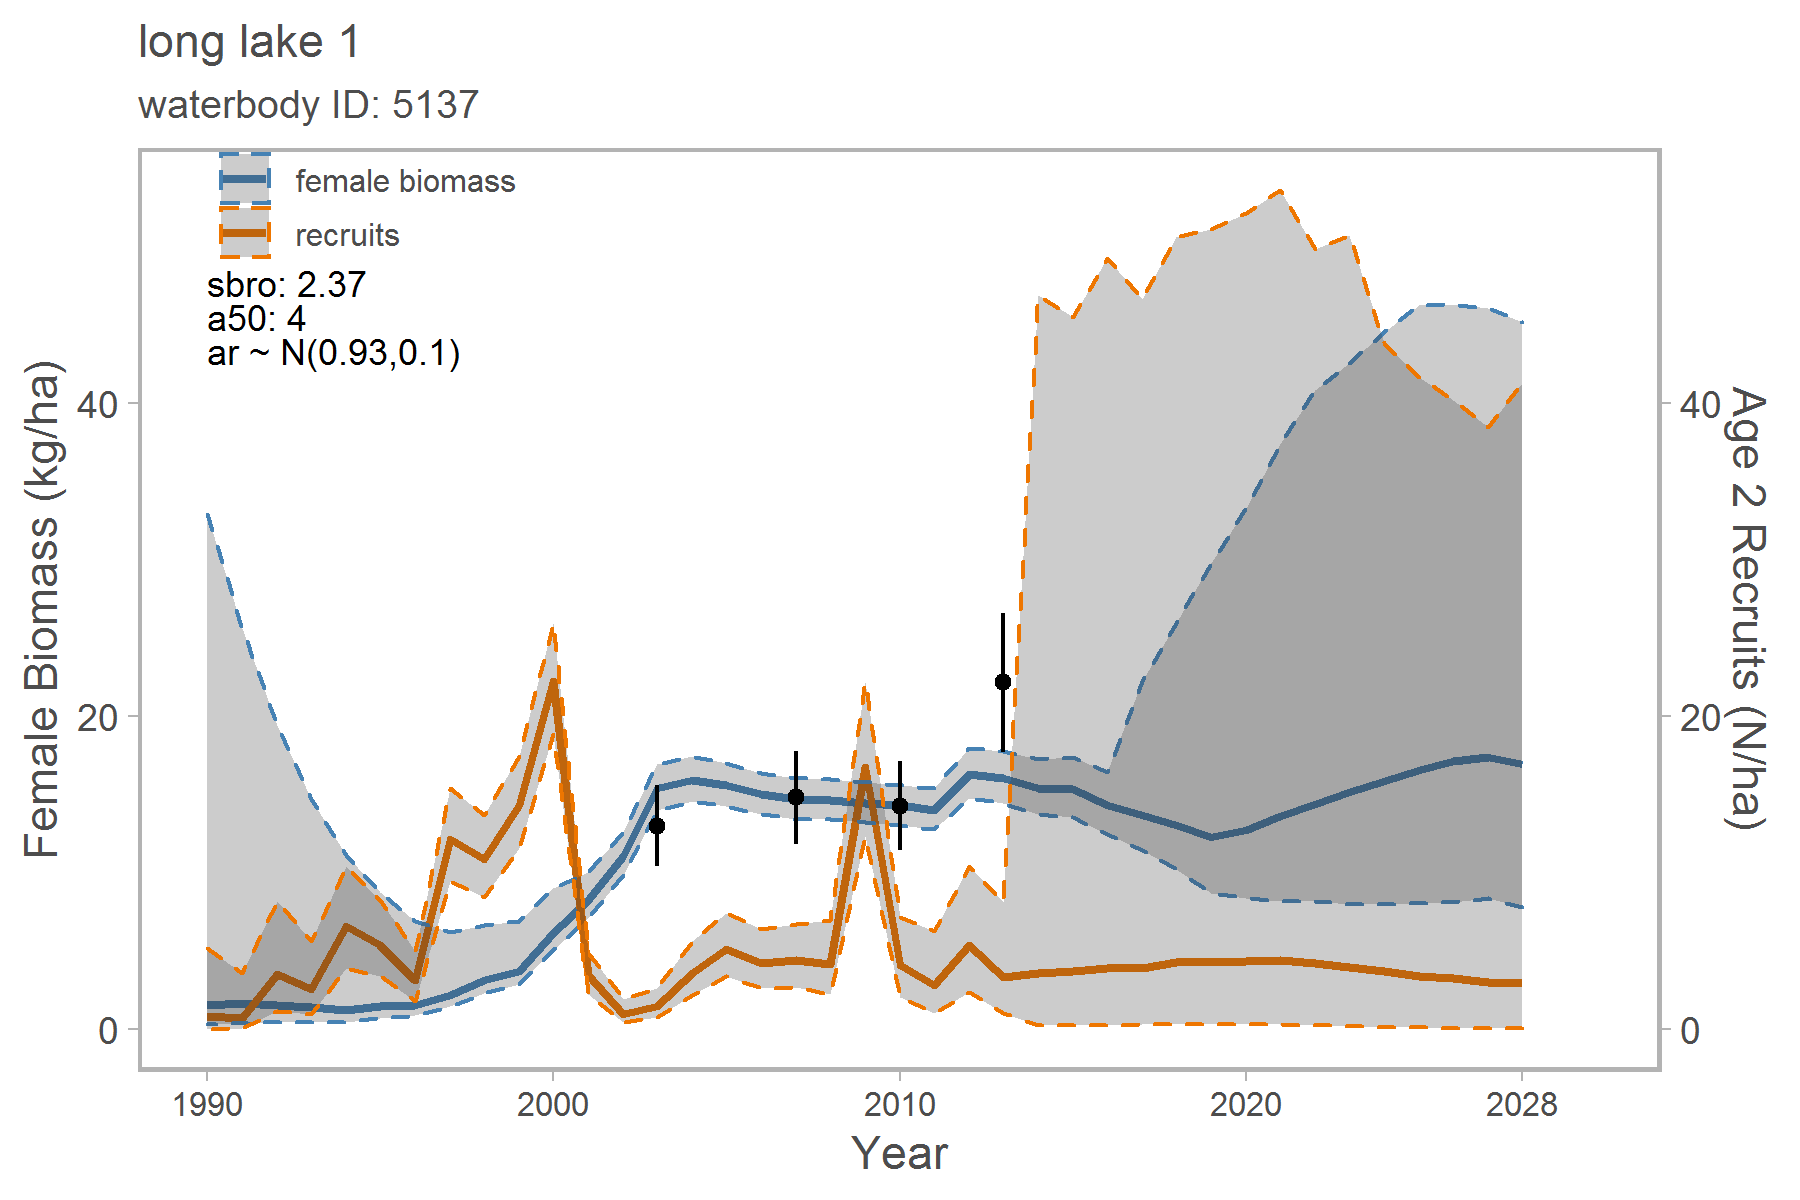 long lake 1
waterbody ID: 5137
female biomass
recruits
sbro: 2.37
a50: 4
ar ~ N(0.93,0.1)
Female Biomass (kg/ha)
40
20
0
40
20
0
Age 2 Recruits (N/ha)
1990
2000
2010
2020
2028
Year